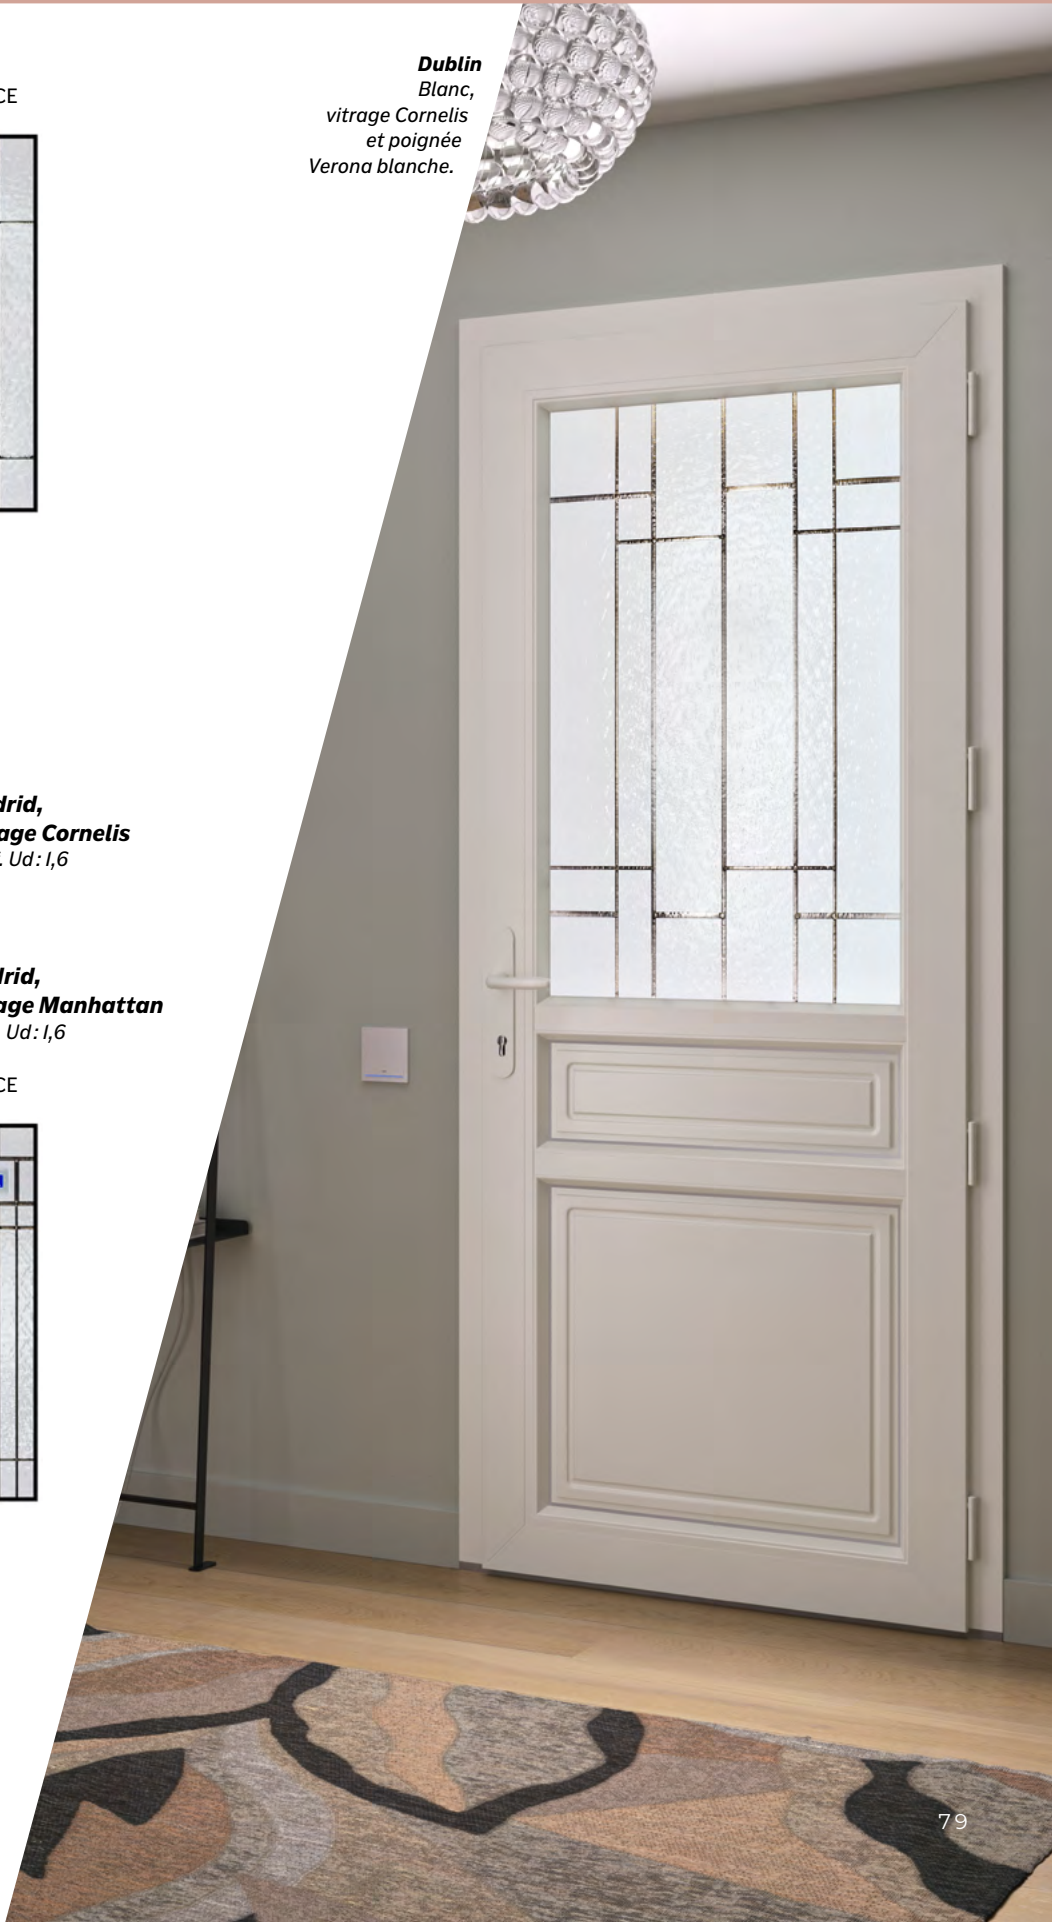 Dublin
Blanc,
vitrage Cornelis
et poignée
Verona blanche.
CE
drid,
age Cornelis
. Ud : 1,6
drid,
age Manhattan
Ud : 1,6
CE
79